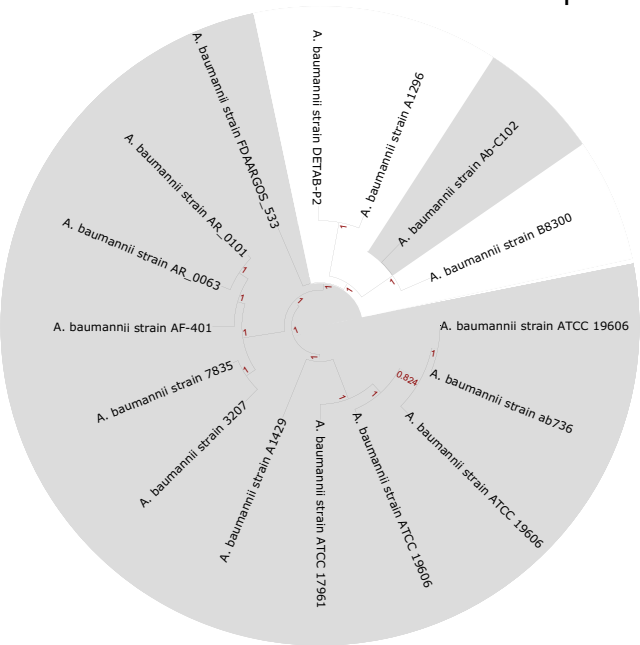 A. baumannii strain DETAB-P2
A. baumannii strain A1296
A. baumannii strain Ab-C102
A. baumannii strain B8300
A. baumannii strain ATCC 19606
A. baumannii strain ab736
A. baumannii strain ATCC 19606
A. baumannii strain ATCC 19606
A. baumannii strain ATCC 17961
A. baumannii strain A1429
A. baumannii strain 3207
A. baumannii strain 7835
A. baumannii strain AF-401
A. baumannii strain AR_0063
A. baumannii strain AR_0101
A. baumannii strain FDAARGOS_533
1
1
1
1
1
1
1
1
1
1
1
1
1
1
0.824